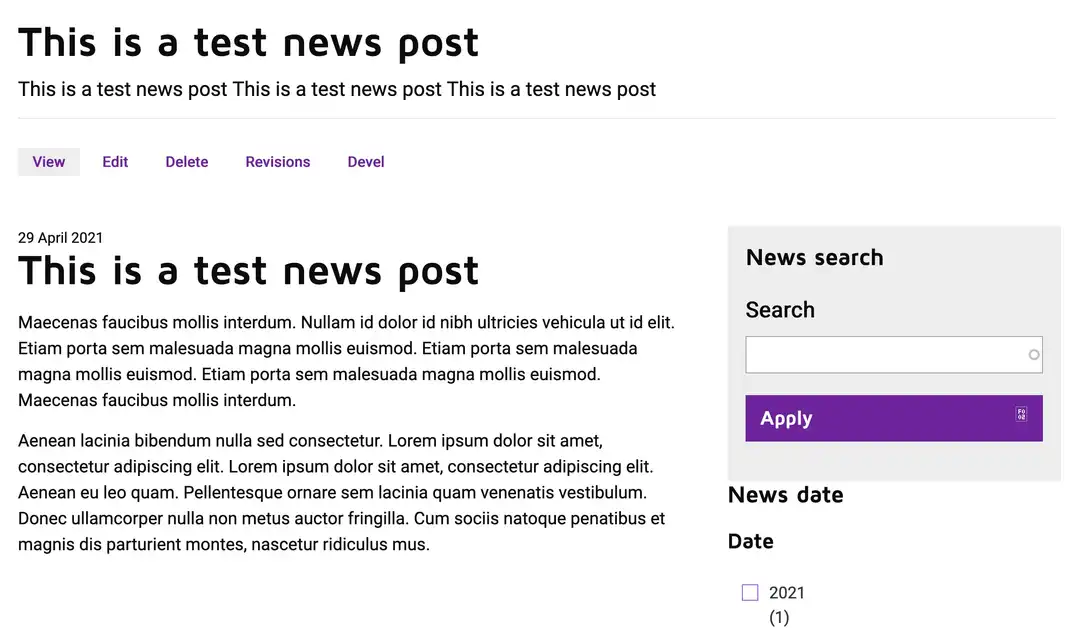 This is a test news post
This is a test news post This is a test news post This is a test news post
View Edit Delete Revisions Devel
29 April 2021
This is a test news post
Maecenas faucibus mollis interdum. Nullam id dolor id nibh ultricies vehicula ut id elit.
Etiam porta sem malesuada magna mollis euismod. Etiam porta sem malesuada
magna mollis euismod. Etiam porta sem malesuada magna mollis euismod.
Maecenas faucibus mollis interdum.
Aenean lacinia bibendum nulla sed consectetur. Lorem ipsum dolor sit amet,
consectetur adipiscing elit. Lorem ipsum dolor sit amet, consectetur adipiscing elit.
Aenean eu leo quam. Pellentesque ornare sem lacinia quam venenatis vestibulum.
Donec ullamcorper nulla non metus auctor fringilla. Cum sociis natoque penatibus et
magnis dis parturient montes, nascetur ridiculus mus.
News search
Search
Apply
News date
Date
2021
(1)